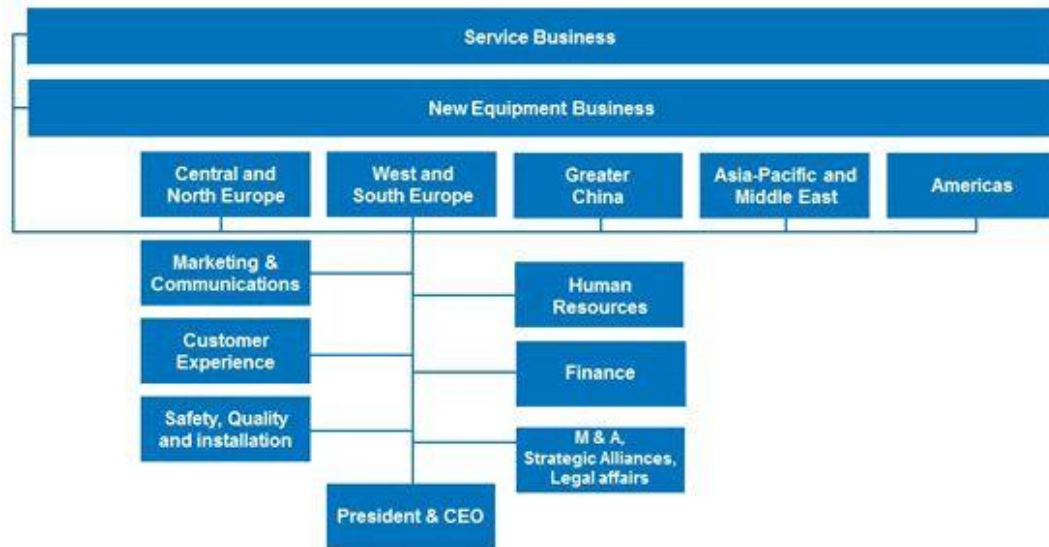 Service Business
New Equipment Business
Central and
North Europe
West and
South Europe
Greater
China
Asia-Pacific and
Middle East
Americas
Marketing &
Communications
Human
Resources
Customer
Experience
Finance
Safety, Quality
and installation
M & A,
Strategic Alliances,
Legal affairs
President & CEO